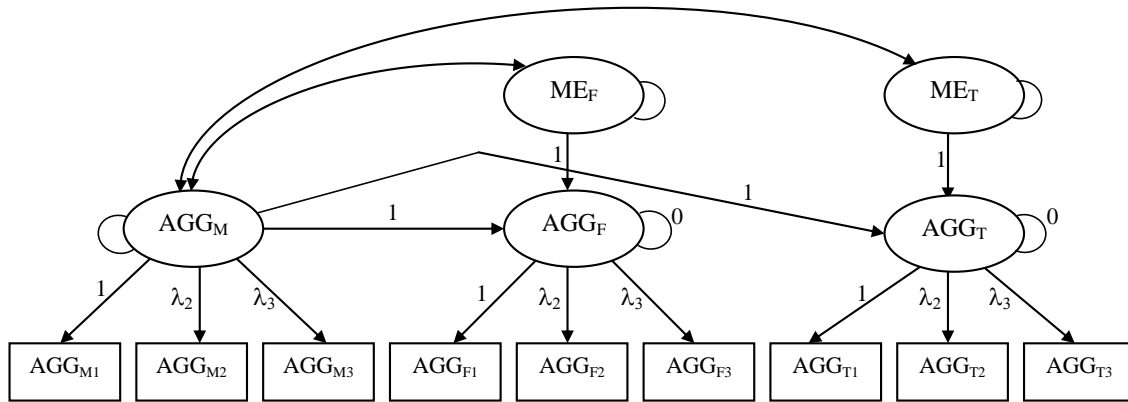 ME_F
ME_T
1
1
1
1
AGG_M
AGG_F
0
AGG_T
0
1
λ₂
λ₃
1
λ₂
λ₃
1
λ₂
λ₃
AGG_M1
AGG_M2
AGG_M3
AGG_F1
AGG_F2
AGG_F3
AGG_T1
AGG_T2
AGG_T3